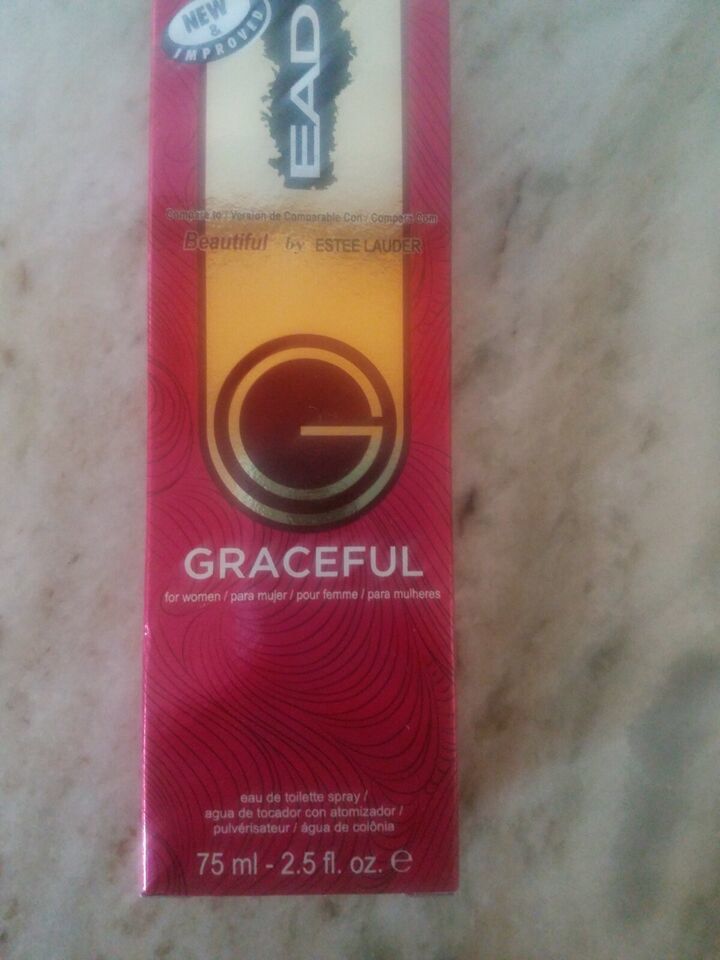 NEW
&
IMPROVED
EAD
Compare to / Versión de Comparable Con / Compare Com
Beautiful by ESTEE LAUDER
G
GRACEFUL
for women / para mujer / pour femme / para mulheres
eau de toilette spray /
agua de tocador con atomizador /
pulvérisateur / água de colônia
75 ml - 2.5 fl. oz. e